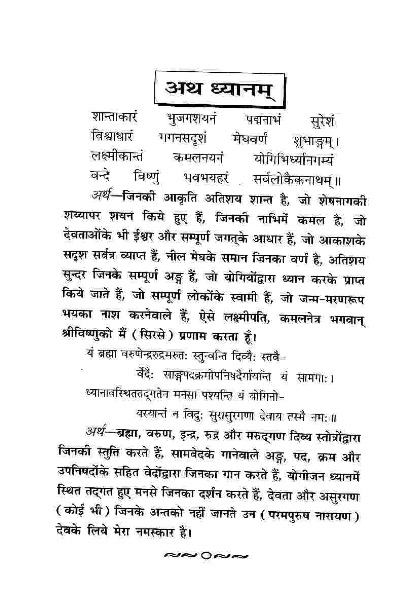 अथ ध्यानम्
शान्ताकारं भुजगशयनं पद्मनाभं सुरेशं
विश्वाधारं गगनसदृशं मेघवर्णं शुभाङ्गम्।
लक्ष्मीकान्तं कमलनयनं योगिभिर्ध्यानगम्यं
वन्दे विष्णुं भवभयहरं सर्वलोकैकनाथम्॥
अर्थ—जिनकी आकृति अतिशय शान्त है, जो शेषनागकी
शय्यापर शयन किये हुए हैं, जिनकी नाभिमें कमल है, जो
देवताओंके भी ईश्वर और सम्पूर्ण जगत्‌के आधार हैं, जो आकाशके
सदृश सर्वत्र व्याप्त हैं, नील मेघके समान जिनका वर्ण है, अतिशय
सुन्दर जिनके सम्पूर्ण अङ्ग हैं, जो योगियोंद्वारा ध्यान करके प्राप्त
किये जाते हैं, जो सम्पूर्ण लोकोंके स्वामी हैं, जो जन्म-मरणरूप
भयका नाश करनेवाले हैं, ऐसे लक्ष्मीपति, कमलनेत्र भगवान्
श्रीविष्णुको मैं (सिरसे) प्रणाम करता हूँ।
यं ब्रह्मा वरुणेन्द्ररुद्रमरुतः स्तुन्वन्ति दिव्यैः स्तवै-
र्वेदैः साङ्गपदक्रमोपनिषदैर्गायन्ति यं सामगाः।
ध्यानावस्थिततद्‌गतेन मनसा पश्यन्ति यं योगिनो-
यस्यान्तं न विदुः सुरासुरगणा देवाय तस्मै नमः॥
अर्थ—ब्रह्मा, वरुण, इन्द्र, रुद्र और मरुद्‌गण दिव्य स्तोत्रोंद्वारा
जिनकी स्तुति करते हैं, सामवेदके गानेवाले अङ्ग, पद, क्रम और
उपनिषदोंके सहित वेदोंद्वारा जिनका गान करते हैं, योगीजन ध्यानमें
स्थित तद्‌गत हुए मनसे जिनका दर्शन करते हैं, देवता और असुरगण
(कोई भी) जिनके अन्तको नहीं जानते उन (परमपुरुष नारायण)
देवके लिये मेरा नमस्कार है।